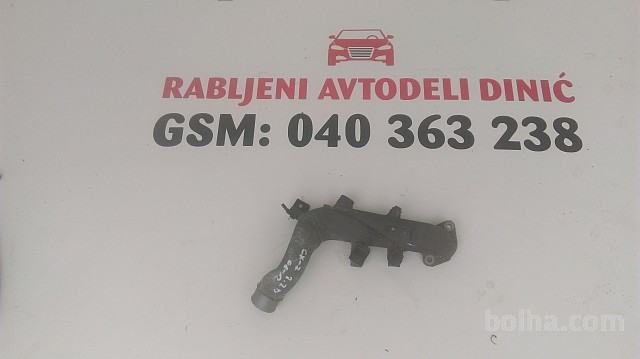 RABLJENI AVTODELI DINIĆ
GSM: 040 363 238
bolha.com